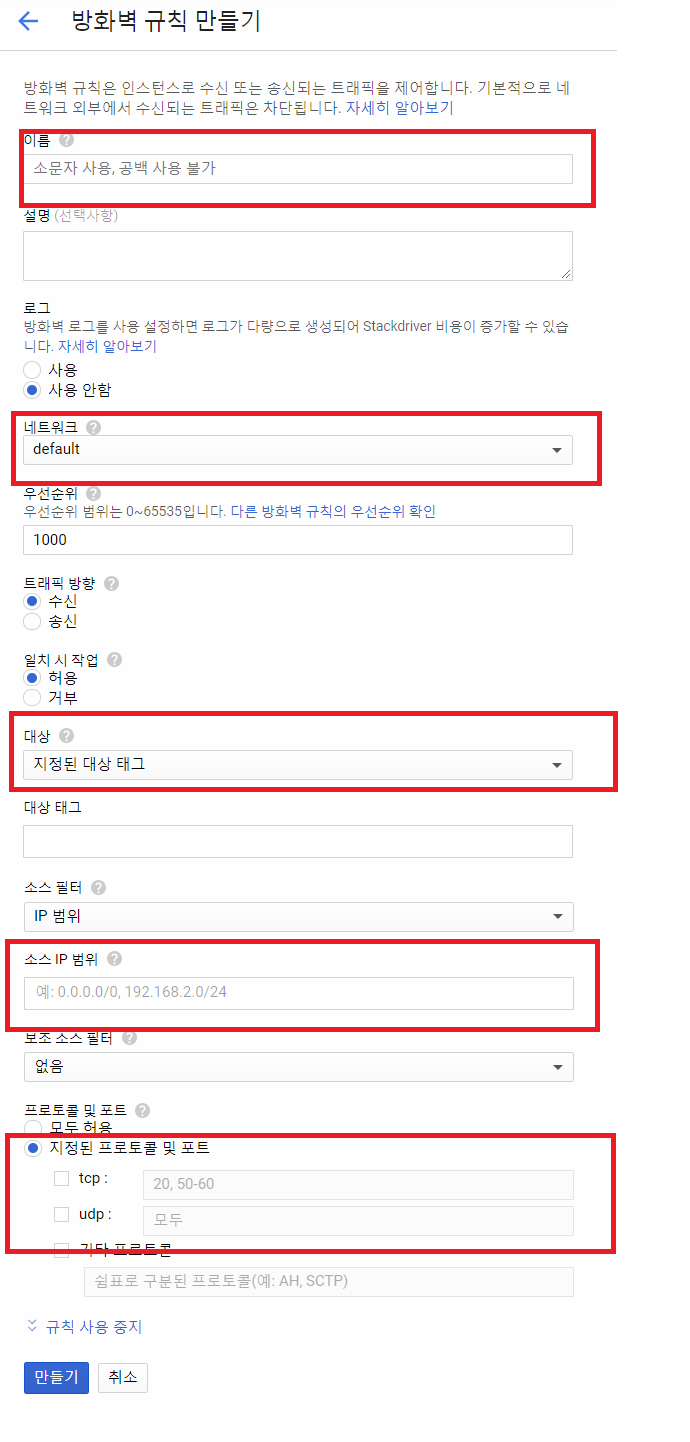 방화벽 규칙 만들기
방화벽 규칙은 인스턴스로 수신 또는 송신되는 트래픽을 제어합니다. 기본적으로 네
트워크 외부에서 수신되는 트래픽은 차단됩니다. 자세히 알아보기
이름 ?
소문자 사용, 공백 사용 불가
설명 (선택사항)
로그
방화벽 로그를 사용 설정하면 로그가 다량으로 생성되어 Stackdriver 비용이 증가할 수 있습
니다. 자세히 알아보기
사용
사용 안함
네트워크 ?
default
우선순위 ?
우선순위 범위는 0~65535입니다. 다른 방화벽 규칙의 우선순위 확인
1000
트래픽 방향 ?
수신
송신
일치 시 작업 ?
허용
거부
대상 ?
지정된 대상 태그
대상 태그
소스 필터 ?
IP 범위
소스 IP 범위 ?
예: 0.0.0.0/0, 192.168.2.0/24
보조 소스 필터 ?
없음
프로토콜 및 포트 ?
모두 허용
지정된 프로토콜 및 포트
tcp : 20, 50-60
udp : 모두
기타 프로토콜
쉼표로 구분된 프로토콜(예: AH, SCTP)
규칙 사용 중지
만들기 취소